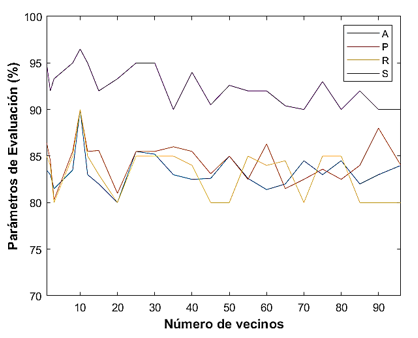 100
95
90
85
80
75
70
10 20 30 40 50 60 70 80 90
Parámetros de Evaluación (%)
Número de vecinos
A
P
R
S